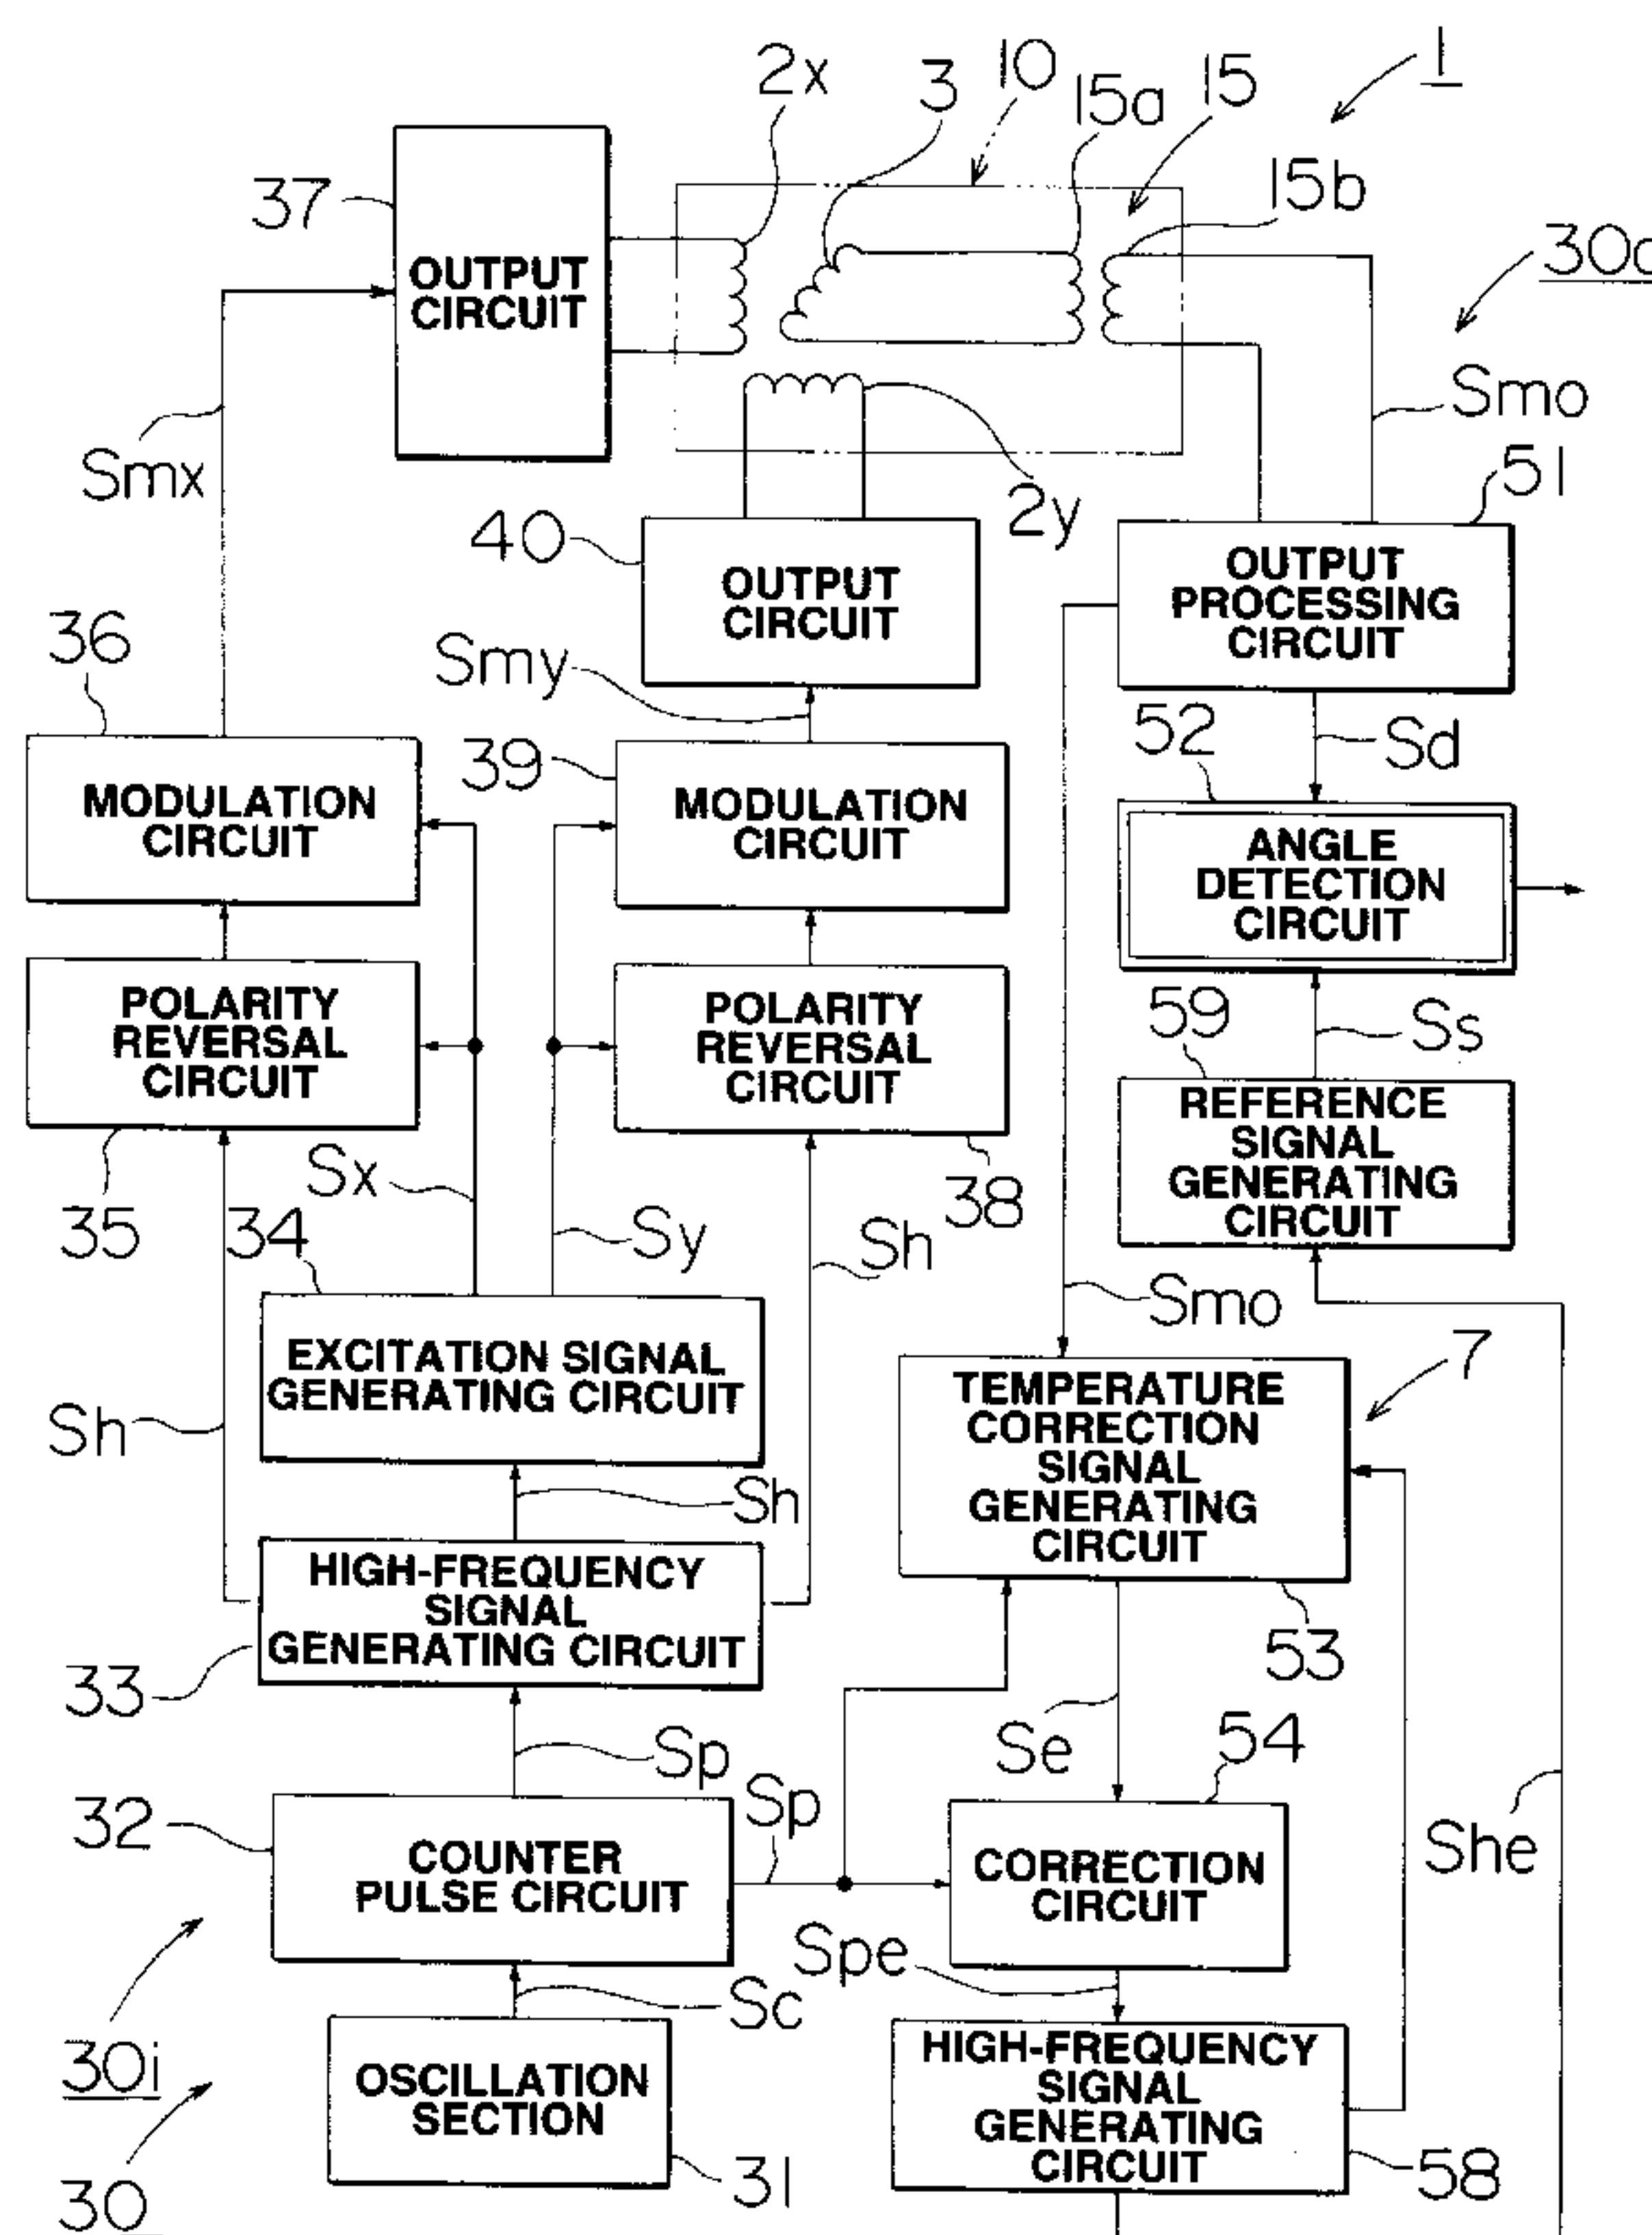 1
10
2x
3
15a
15
15b
37
OUTPUT
CIRCUIT
Smo
Smx
2y
51
40
OUTPUT
CIRCUIT
OUTPUT
PROCESSING
CIRCUIT
36
Smy
52
Sd
39
MODULATION
CIRCUIT
MODULATION
CIRCUIT
ANGLE
DETECTION
CIRCUIT
POLARITY
REVERSAL
CIRCUIT
POLARITY
REVERSAL
CIRCUIT
59
Ss
REFERENCE
SIGNAL
GENERATING
CIRCUIT
35
Sx
34
Sy
38
Sh
Smo
7
EXCITATION SIGNAL
GENERATING CIRCUIT
TEMPERATURE
CORRECTION
SIGNAL
GENERATING
CIRCUIT
Sh
Sh
HIGH-FREQUENCY
SIGNAL
GENERATING CIRCUIT
33
53
Sp
Sp
Se
54
32
COUNTER
PULSE CIRCUIT
CORRECTION
CIRCUIT
She
Spe
Sc
30i
OSCILLATION
SECTION
HIGH-FREQUENCY
SIGNAL
GENERATING
CIRCUIT
30
31
58